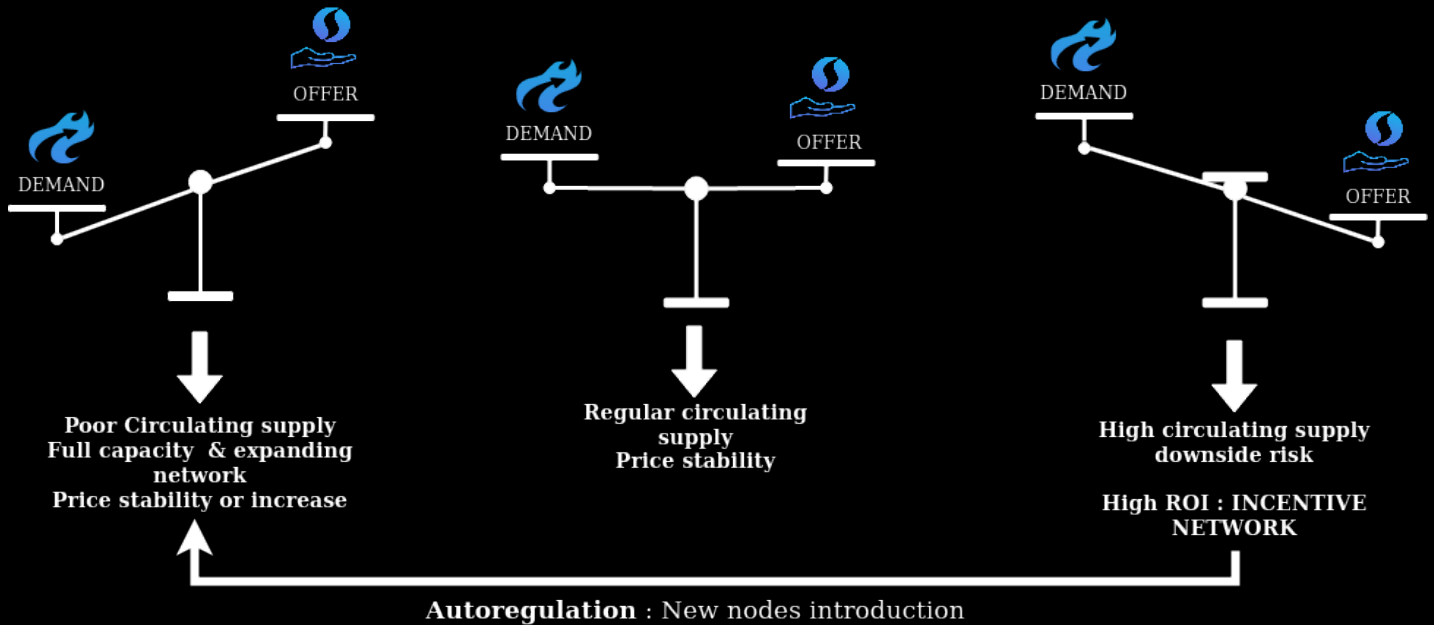 OFFER
DEMAND
Poor Circulating supply
Full capacity & expanding
network
Price stability or increase
DEMAND
OFFER
Regular circulating
supply
Price stability
DEMAND
OFFER
High circulating supply
downside risk
High ROI : INCENTIVE
NETWORK
Autoregulation : New nodes introduction